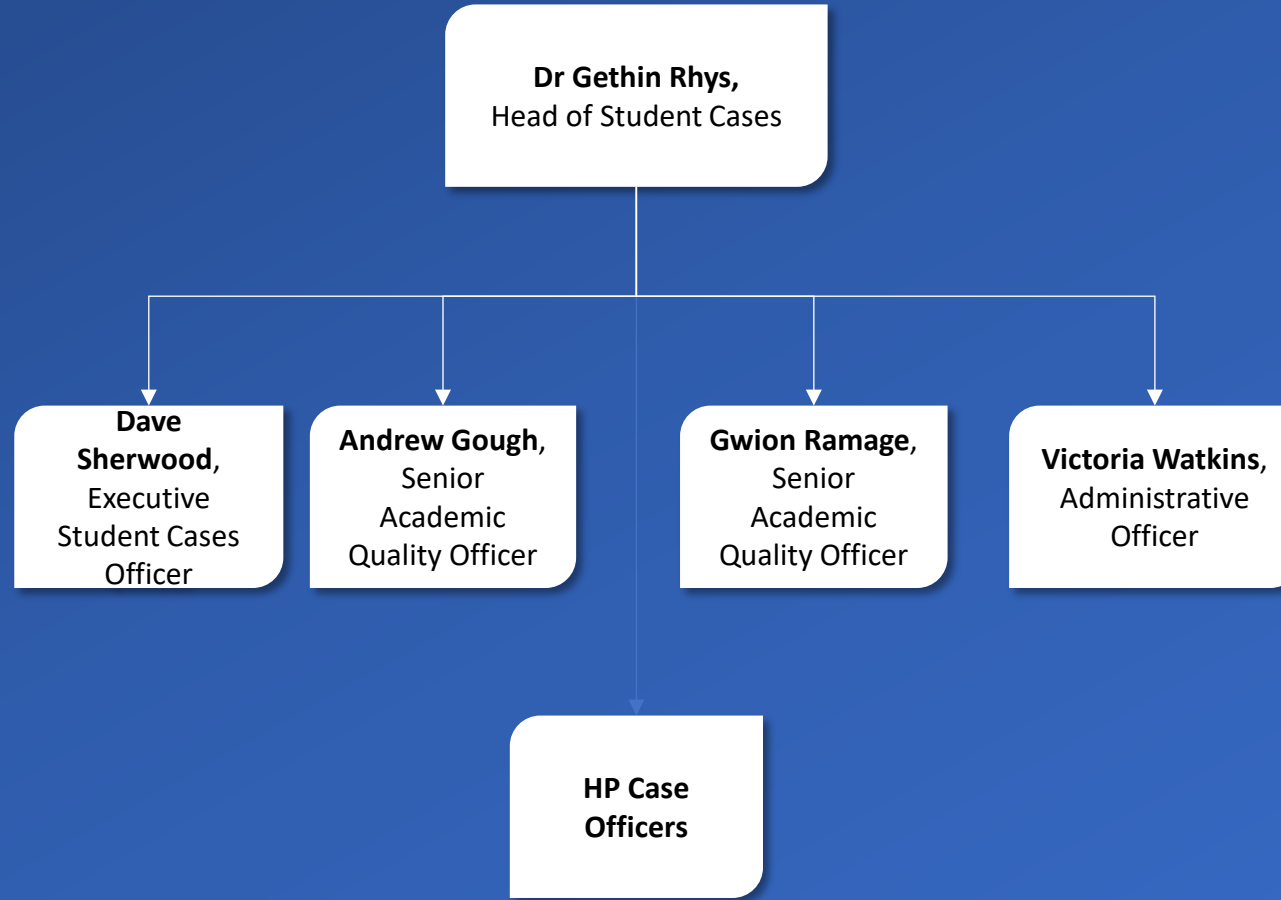 Dr Gethin Rhys,
Head of Student Cases
Dave
Sherwood,
Executive
Student Cases
Officer
Andrew Gough,
Senior
Academic
Quality Officer
Gwion Ramage,
Senior
Academic
Quality Officer
Victoria Watkins,
Administrative
Officer
HP Case
Officers